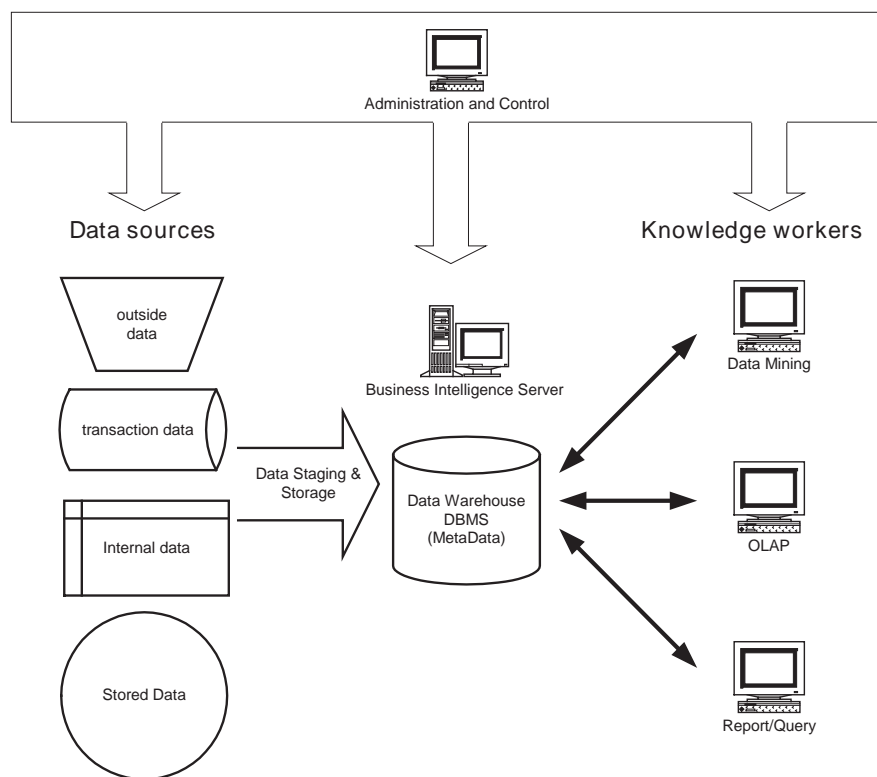 Administration and Control
Data sources
Knowledge workers
outside
data
Business Intelligence Server
Data Mining
transaction data
Data Staging &
Storage
Data Warehouse
DBMS
(MetaData)
Internal data
OLAP
Stored Data
Report/Query